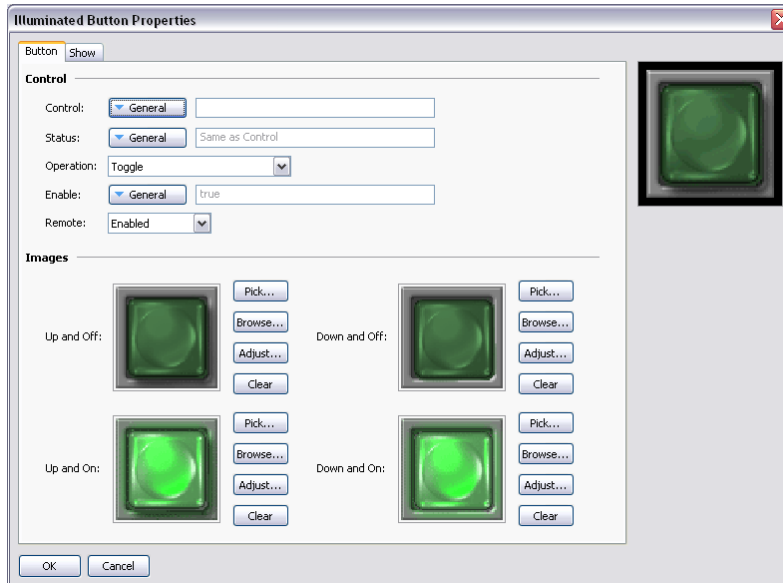 Illuminated Button Properties
Button Show
Control
Control: General
Status: General Same as Control
Operation: Toggle
Enable: General true
Remote: Enabled
Images
Up and Off: Pick... Down and Off: Pick...
Browse... Browse...
Adjust... Adjust...
Clear Clear
Up and On: Pick... Down and On: Pick...
Browse... Browse...
Adjust... Adjust...
Clear Clear
OK Cancel